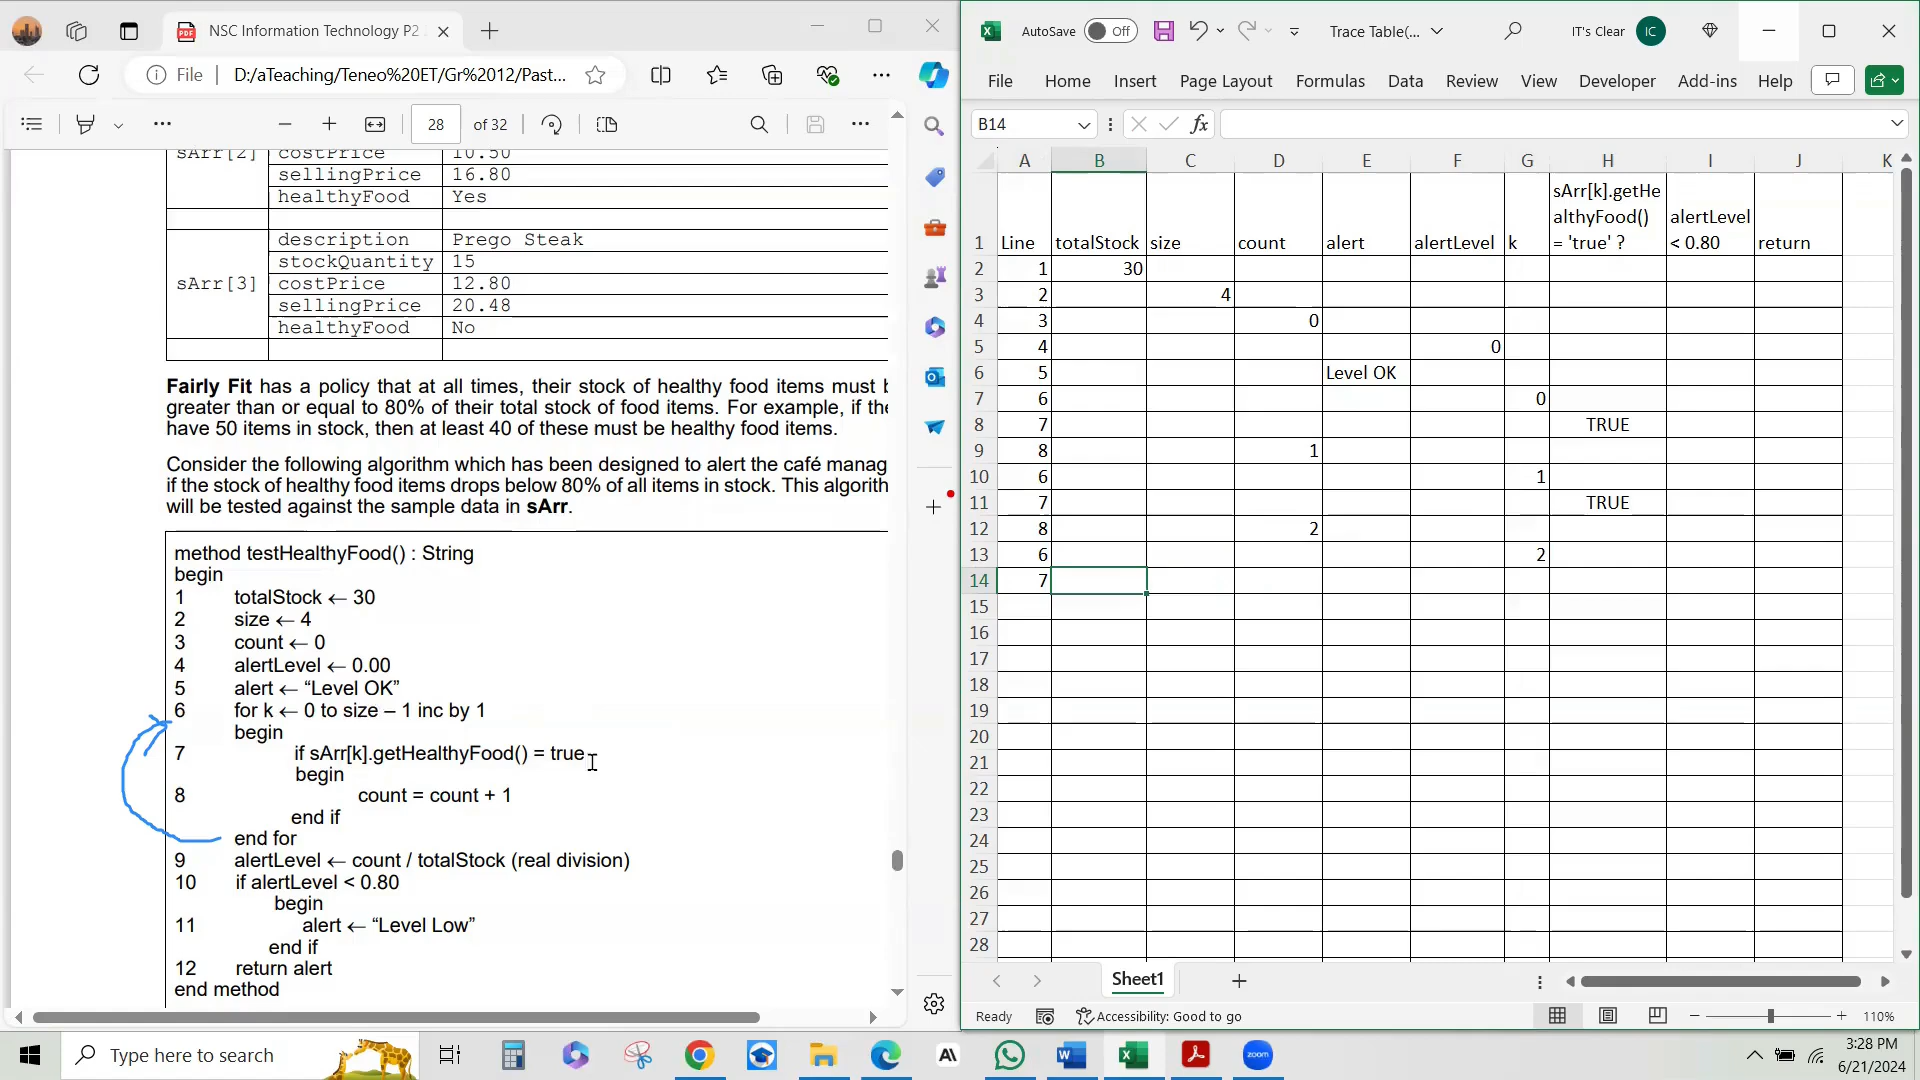 NSC Information Technology P2
File
D:/aTeaching/Teneo%20ET/Gr%2012/Past...
28
of 32
sArr[2]
costPrice
10.50
sellingPrice
16.80
healthyFood
Yes
sArr[3]
description
Prego Steak
stockQuantity
15
costPrice
12.80
sellingPrice
20.48
healthyFood
No
Fairly Fit has a policy that at all times, their stock of healthy food items must
greater than or equal to 80% of their total stock of food items. For example, if
have 50 items in stock, then at least 40 of these must be healthy food items.
Consider the following algorithm which has been designed to alert the café manag
if the stock of healthy food items drops below 80% of all items in stock. This algorith
will be tested against the sample data in sArr.
method testHealthyFood() : String
begin
1 totalStock ← 30
2 size ← 4
3 count ← 0
4 alertLevel ← 0.00
5 alert ← “Level OK”
6 for k ← 0 to size – 1 inc by 1
begin
7 if sArr[k].getHealthyFood() = true
begin
8 count = count + 1
end if
end for
9 alertLevel ← count / totalStock (real division)
10 if alertLevel < 0.80
begin
11 alert ← “Level Low”
end if
12 return alert
end method
AutoSave Off
Trace Table(...
IT's Clear
IC
File Home Insert Page Layout Formulas Data Review View Developer Add-ins Help
B14
fx
A B C D E F G H I J K
1 Line totalStock size count alert alertLevel k sArr[k].getHealthyFood() = 'true' ? alertLevel < 0.80 return
2 1 30
3 2 4
4 3 0
5 4 0
6 5 Level OK
7 6 0
8 7 TRUE
9 8 1
10 6 1
11 7 TRUE
12 8 2
13 6 2
14 7
15
16
17
18
19
20
21
22
23
24
25
26
27
28
Sheet1
Ready
Accessibility: Good to go
110%
Type here to search
zoom
3:28 PM
6/21/2024